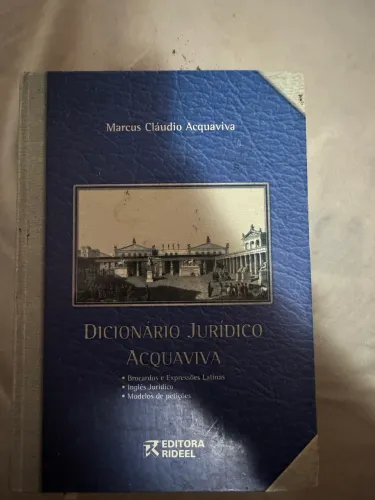 Marcus Cláudio Acquaviva
DICIONÁRIO JURÍDICO
ACQUAVIVA
• Brocardos e Expressões Latinas
• Inglês Jurídico
• Modelos de petições
EDITORA
RIDEEL